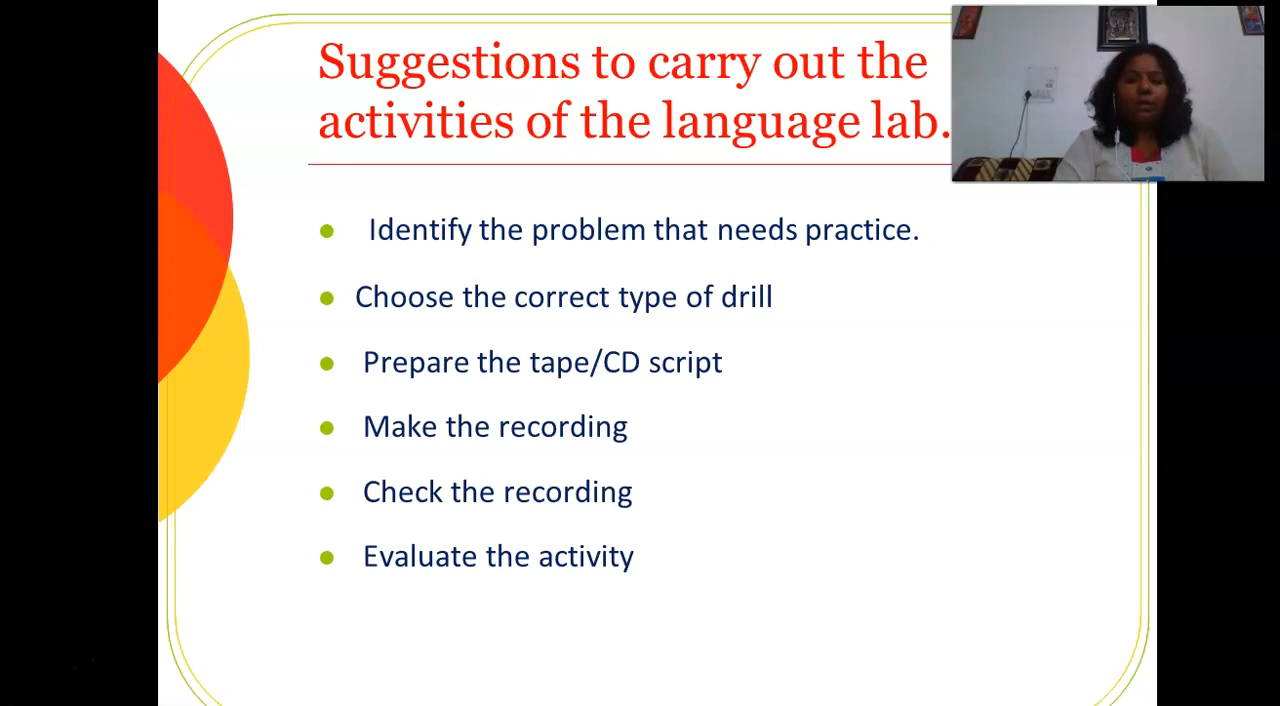 Suggestions to carry out the
activities of the language lab.
Identify the problem that needs practice.
Choose the correct type of drill
Prepare the tape/CD script
Make the recording
Check the recording
Evaluate the activity